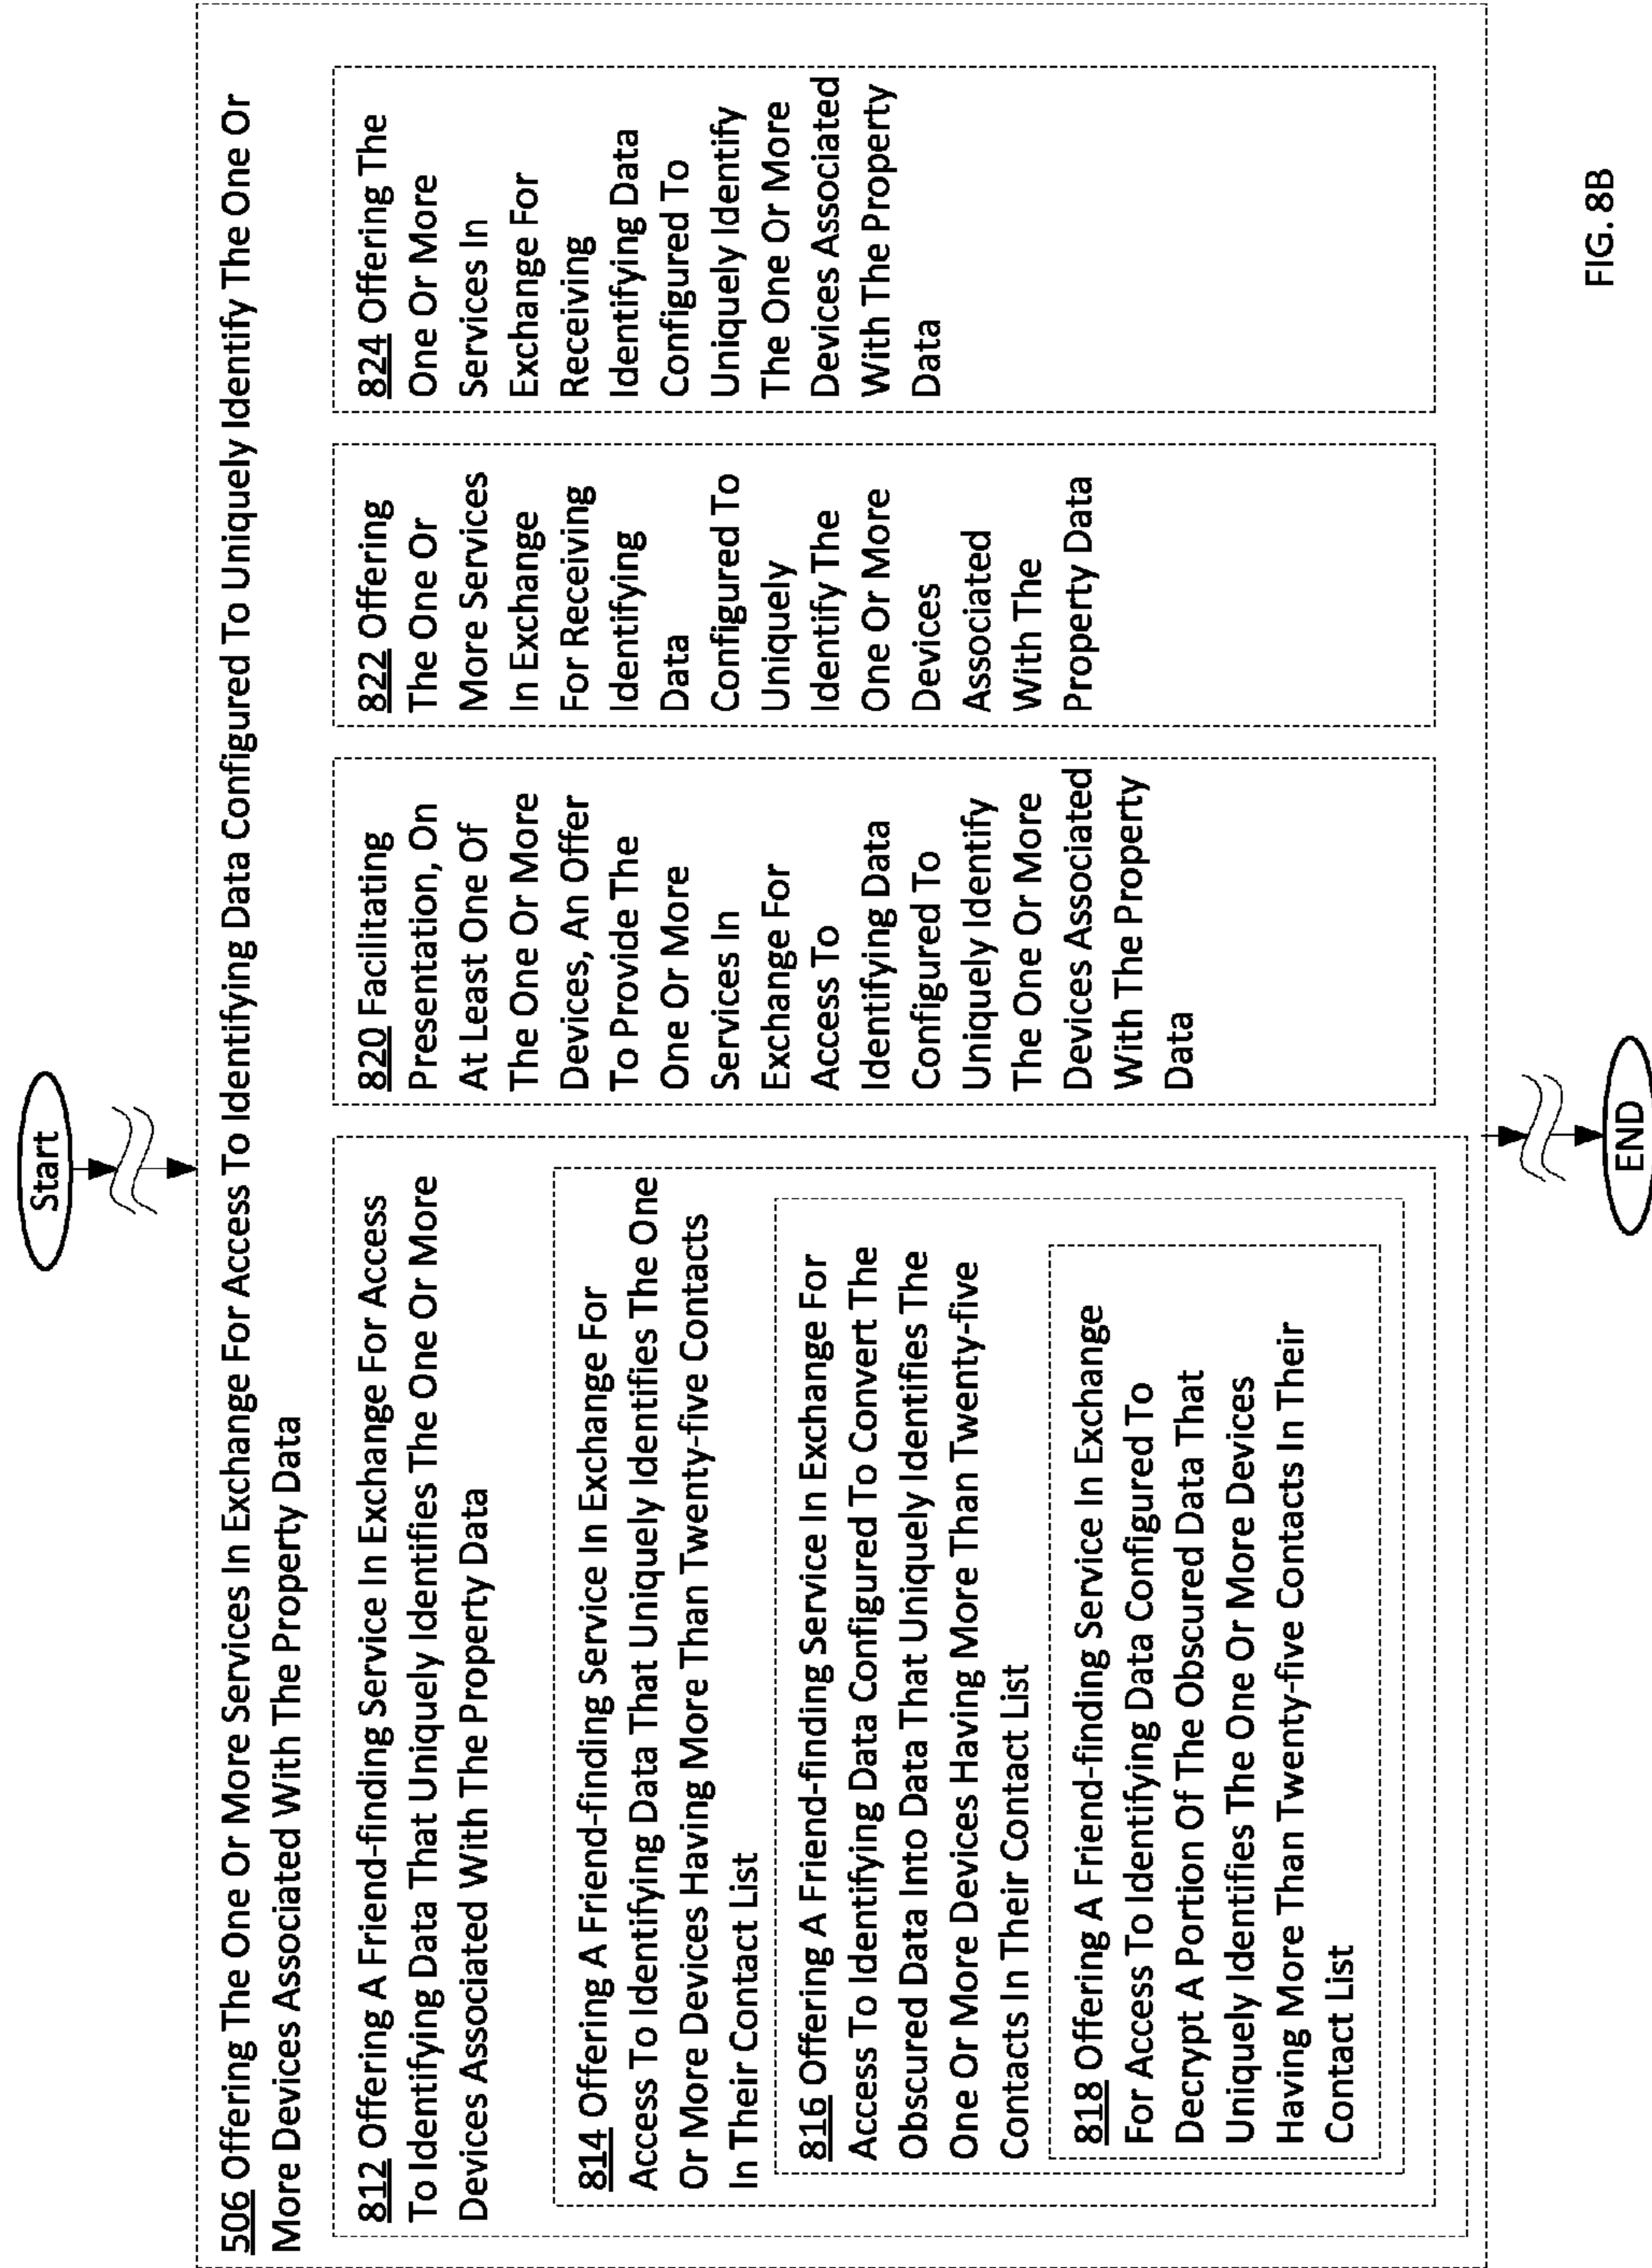 Start
506 Offering The One Or More Services In Exchange For Access To Identifying Data Configured To Uniquely Identify The One Or
More Devices Associated With The Property Data
812 Offering A Friend-finding Service In Exchange For Access
To Identifying Data That Uniquely Identifies The One Or More
Devices Associated With The Property Data
814 Offering A Friend-finding Service In Exchange For
Access To Identifying Data That Uniquely Identifies The One
Or More Devices Having More Than Twenty-five Contacts
In Their Contact List
816 Offering A Friend-finding Service In Exchange For
Access To Identifying Data Configured To Convert The
Obscured Data Into Data That Uniquely Identifies The
One Or More Devices Having More Than Twenty-five
Contacts In Their Contact List
818 Offering A Friend-finding Service In Exchange
For Access To Identifying Data Configured To
Decrypt A Portion Of The Obscured Data That
Uniquely Identifies The One Or More Devices
Having More Than Twenty-five Contacts In Their
Contact List
820 Facilitating
Presentation, On
At Least One Of
The One Or More
Devices, An Offer
To Provide The
One Or More
Services In
Exchange For
Access To
Identifying Data
Configured To
Uniquely Identify
The One Or More
Devices Associated
With The Property
Data
822 Offering
The One Or
More Services
In Exchange
For Receiving
Identifying
Data
Configured To
Uniquely
Identify The
One Or More
Devices
Associated
With The
Property Data
824 Offering The
One Or More
Services In
Exchange For
Receiving
Identifying Data
Configured To
Uniquely Identify
The One Or More
Devices Associated
With The Property
Data
END
FIG. 8B